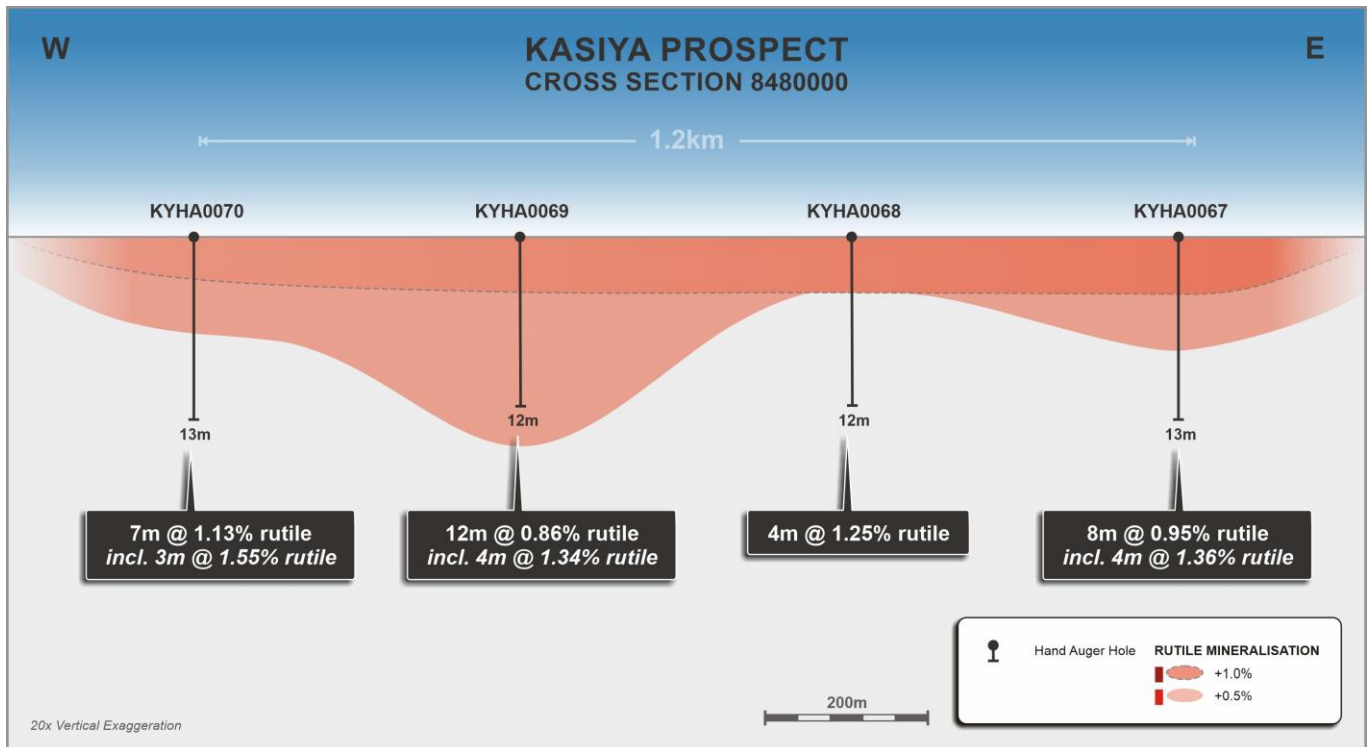 W
KASIYA PROSPECT
E
CROSS SECTION 8480000
1.2km
KYHA0070
KYHA0069
KYHA0068
KYHA0067
13m
12m
12m
13m
7m @ 1.13% rutile
incl. 3m @ 1.55% rutile
12m @ 0.86% rutile
incl. 4m @ 1.34% rutile
4m @ 1.25% rutile
8m @ 0.95% rutile
incl. 4m @ 1.36% rutile
Hand Auger Hole
RUTILE MINERALISATION
+1.0%
+0.5%
200m
20x Vertical Exaggeration